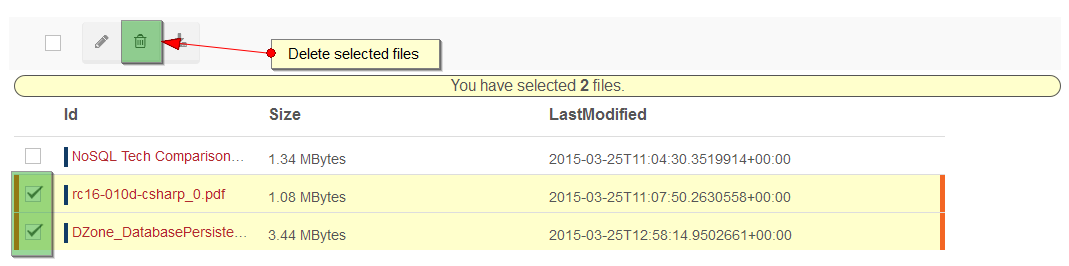 Delete selected files
You have selected 2 files.
Id Size LastModified
NoSQL Tech Comparison... 1.34 MBytes 2015-03-25T11:04:30.3519914+00:00
rc16-010d-csharp_0.pdf 1.08 MBytes 2015-03-25T11:07:50.2630558+00:00
DZone_DatabasePersiste... 3.44 MBytes 2015-03-25T12:58:14.9502661+00:00